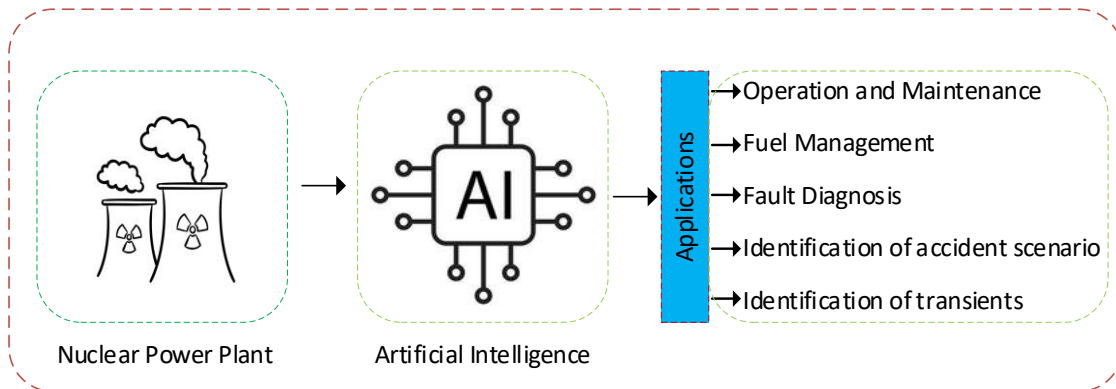 Nuclear Power Plant
AI
Artificial Intelligence
Applications
Operation and Maintenance
Fuel Management
Fault Diagnosis
Identification of accident scenario
Identification of transients